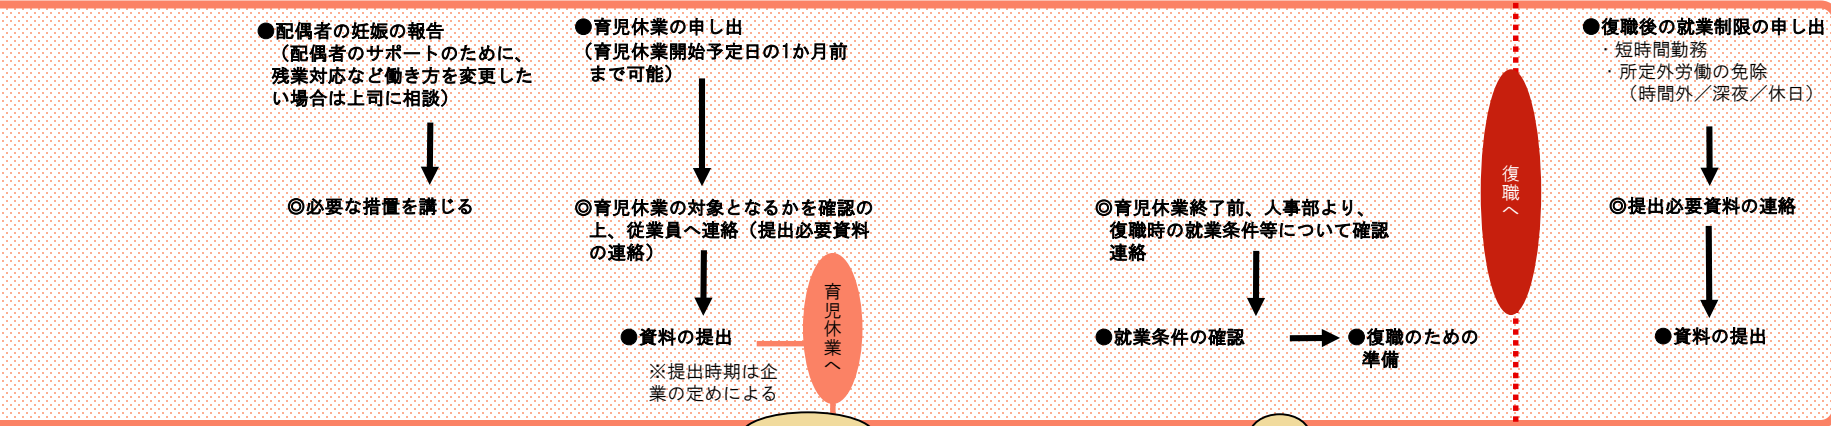 ●配偶者の妊娠の報告
（配偶者のサポートのために、
残業対応など働き方を変更した
い場合は上司に相談）
◎必要な措置を講じる
●育児休業の申し出
（育児休業開始予定日の1か月前
まで可能）
◎育児休業の対象となるかを確認の
上、従業員へ連絡（提出必要資料
の連絡）
●資料の提出
※提出時期は企
業の定めによる
育児休業へ
◎育児休業終了前、人事部より、
復職時の就業条件等について確認
連絡
●就業条件の確認
●復職のための
準備
復職へ
●復職後の就業制限の申し出
・短時間勤務
・所定外労働の免除
（時間外／深夜／休日）
◎提出必要資料の連絡
●資料の提出